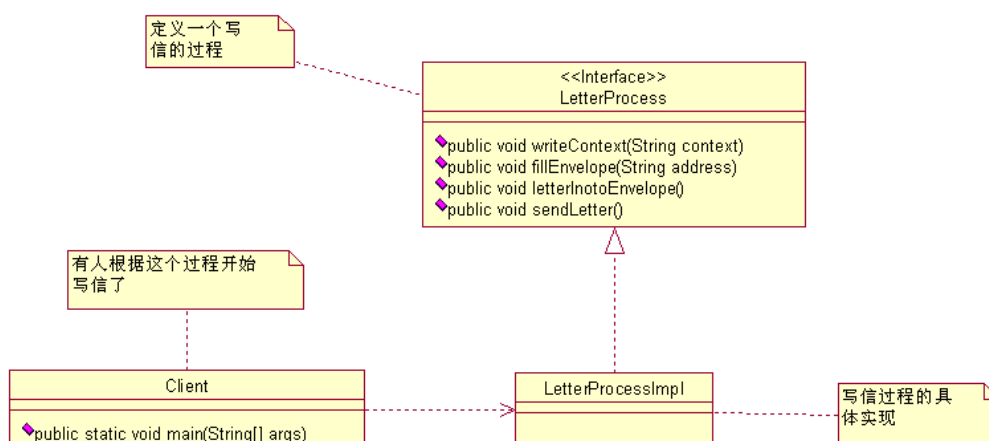 定义一个写
信的过程
<<Interface>>
LetterProcess
public void writeContext(String context)
public void fillEnvelope(String address)
public void letterInotoEnvelope()
public void sendLetter()
有人根据这个过程开始
写信了
Client
public static void main(String[] args)
LetterProcessImpl
写信过程的具
体实现